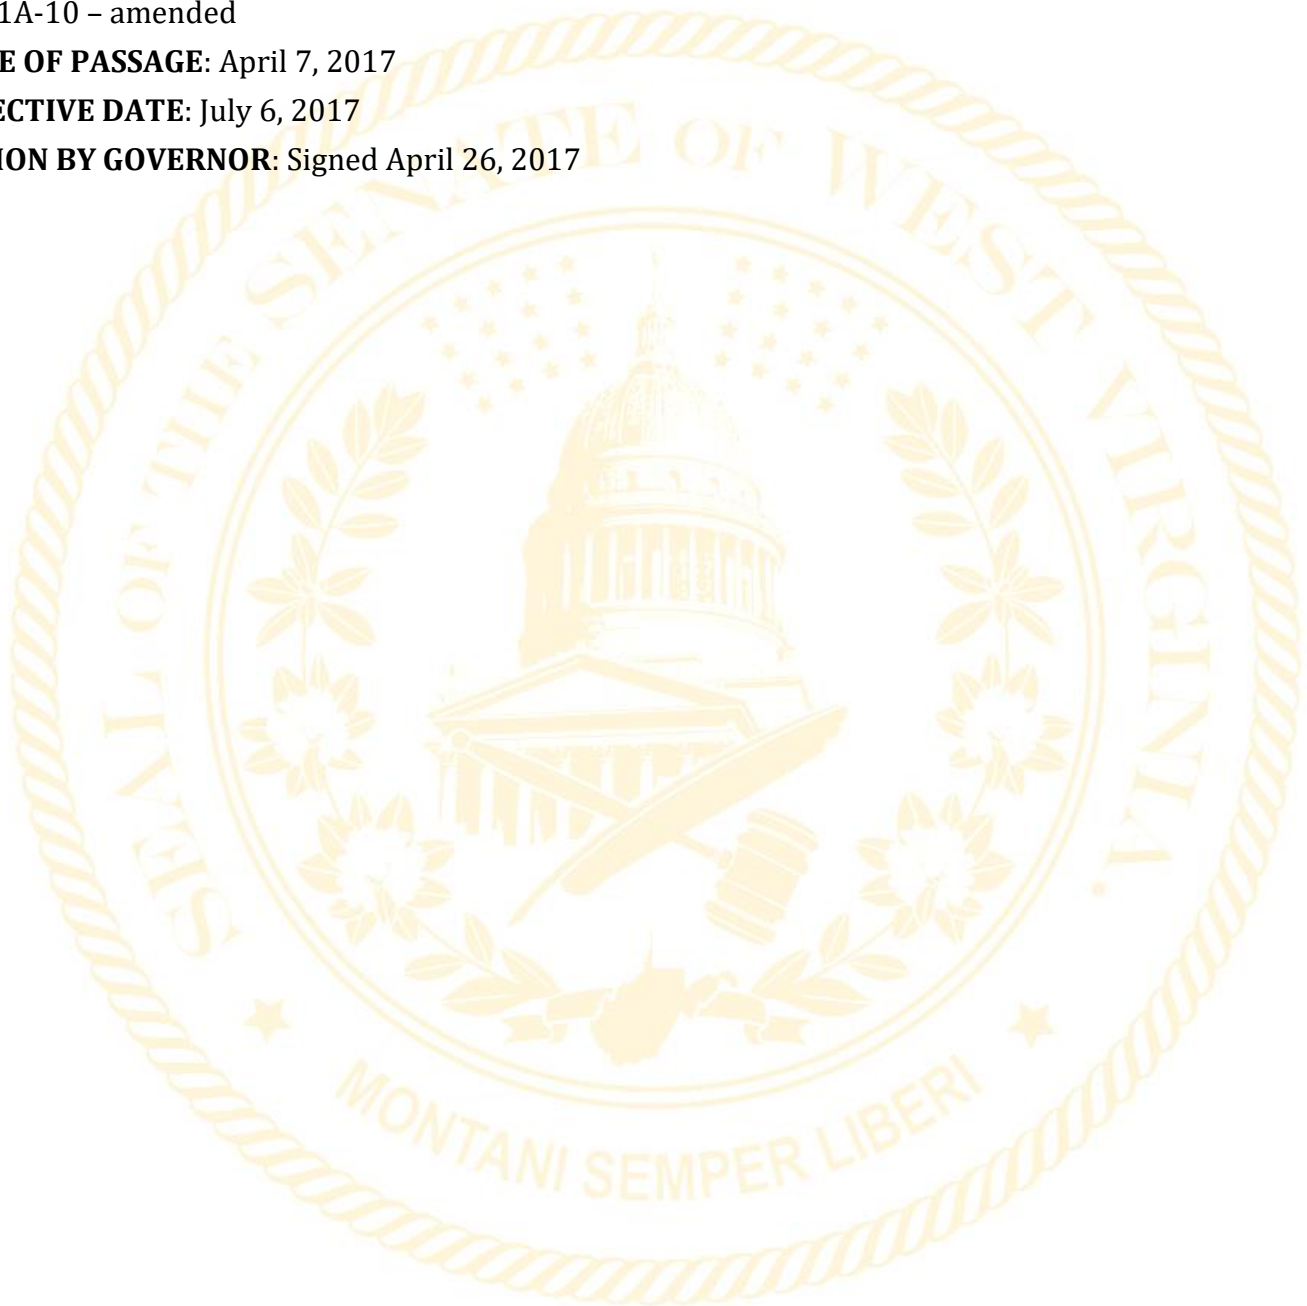 1A-10 – amended
E OF PASSAGE: April 7, 2017
ECTIVE DATE: July 6, 2017
ION BY GOVERNOR: Signed April 26, 2017
SEAL OF THE SENATE OF WEST VIRGINIA
MONTANI SEMPER LIBERI